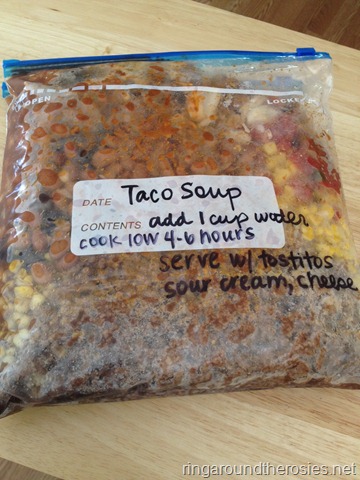 OPEN
LOCKED
DATE Taco Soup
CONTENTS add 1 cup water
cook low 4-6 hours
serve w/ tostitos
sour cream, cheese
ringaroundtherosies.net